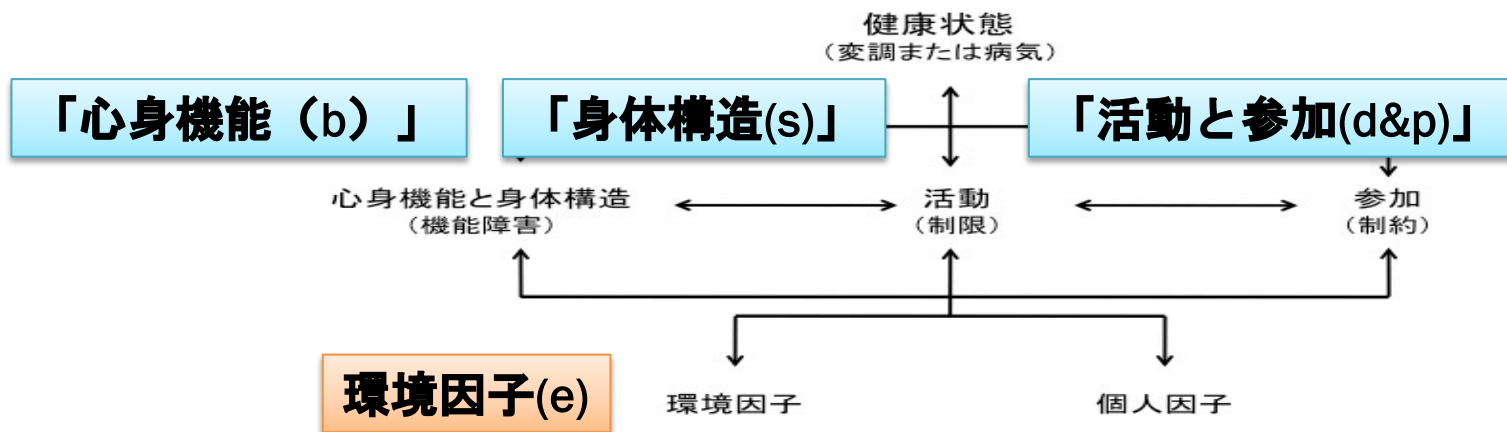 健康状態
(変調または病気)
「心身機能（b）」
「身体構造(s)」
「活動と参加(d&p)」
心身機能と身体構造
(機能障害)
活動
(制限)
参加
(制約)
環境因子(e)
環境因子
個人因子